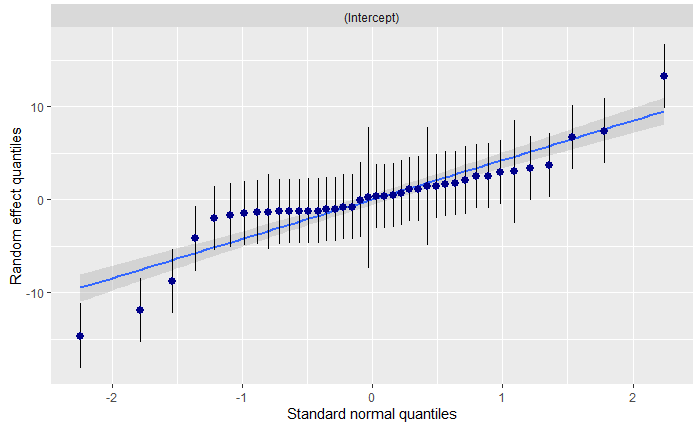 (Intercept)
Random effect quantiles
10
0
-10
-2
-1
0
1
2
Standard normal quantiles